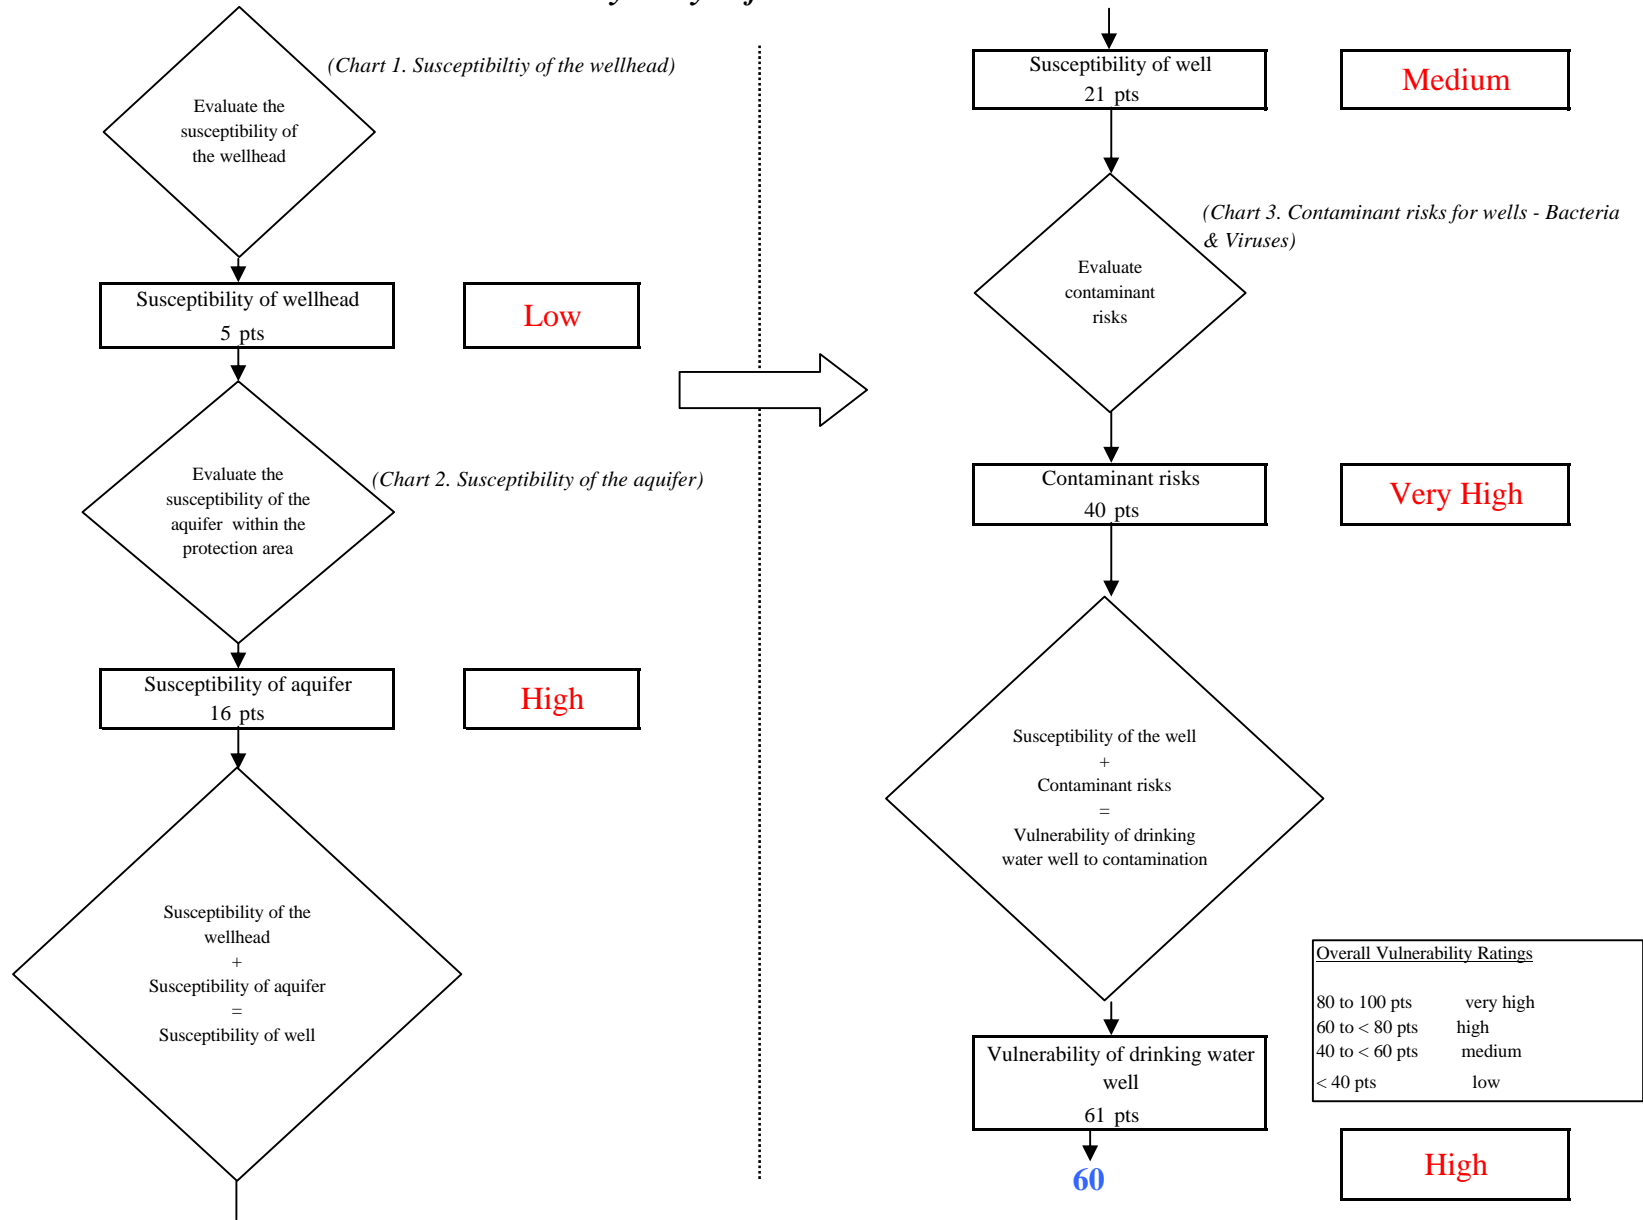 (Chart 1. Susceptibiltiy of the wellhead)
Evaluate the
susceptibility of
the wellhead
Susceptibility of wellhead
5 pts
Low
(Chart 2. Susceptibility of the aquifer)
Evaluate the
susceptibility of the
aquifer within the
protection area
Susceptibility of aquifer
16 pts
High
Susceptibility of the
wellhead
+
Susceptibility of aquifer
=
Susceptibility of well
Susceptibility of well
21 pts
Medium
(Chart 3. Contaminant risks for wells - Bacteria
& Viruses)
Evaluate
contaminant
risks
Contaminant risks
40 pts
Very High
Susceptibility of the well
+
Contaminant risks
=
Vulnerability of drinking
water well to contamination
Overall Vulnerability Ratings
80 to 100 pts very high
60 to < 80 pts high
40 to < 60 pts medium
< 40 pts low
Vulnerability of drinking water
well
61 pts
60
High